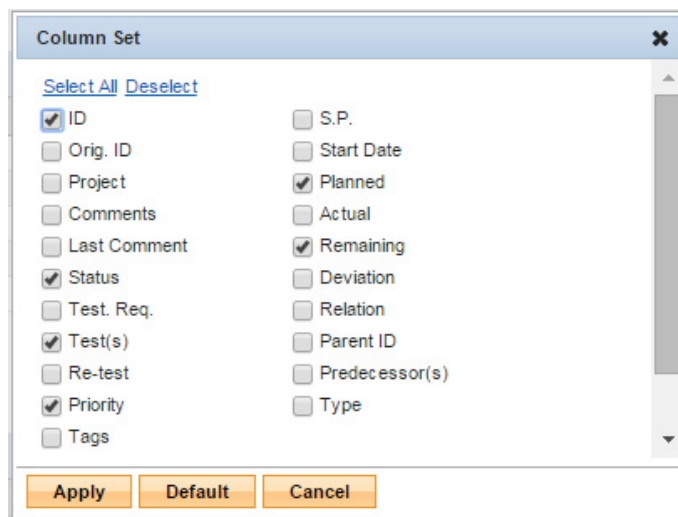 Column Set
Select All Deselect
ID
Orig. ID
Project
Comments
Last Comment
Status
Test. Req.
Test(s)
Re-test
Priority
Tags
S.P.
Start Date
Planned
Actual
Remaining
Deviation
Relation
Parent ID
Predecessor(s)
Type
Apply Default Cancel